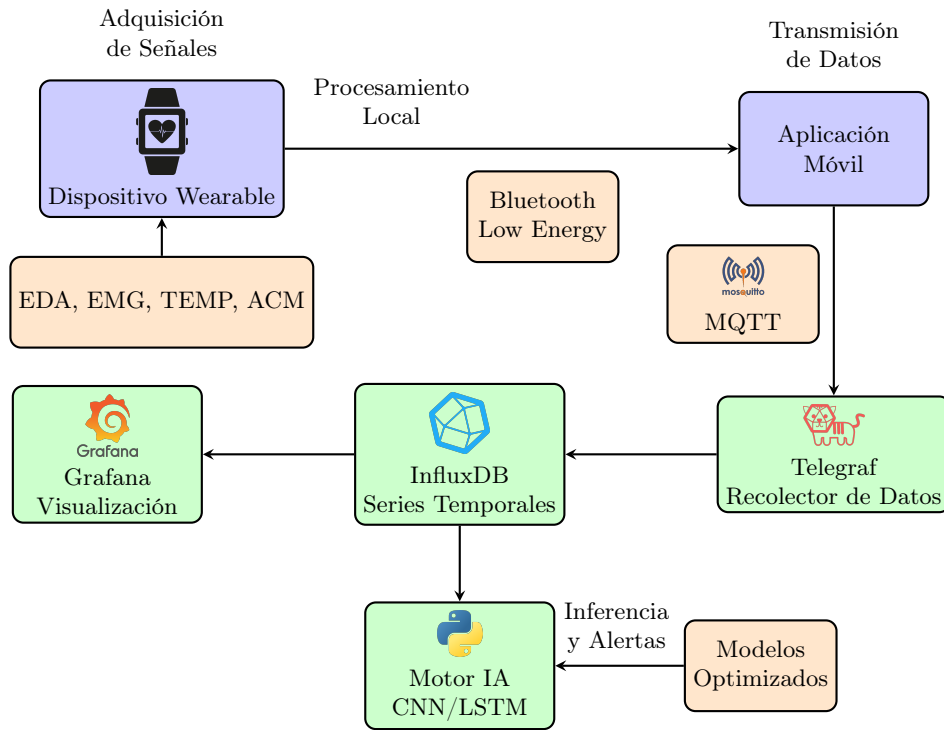 Adquisición
de Señales
Transmisión
de Datos
Procesamiento
Local
Dispositivo Wearable
Aplicación
Móvil
Bluetooth
Low Energy
EDA, EMG, TEMP, ACM
mosquitto
MQTT
Grafana
Grafana
Visualización
InfluxDB
Series Temporales
Telegraf
Recolector de Datos
Inferencia
y Alertas
Motor IA
CNN/LSTM
Modelos
Optimizados